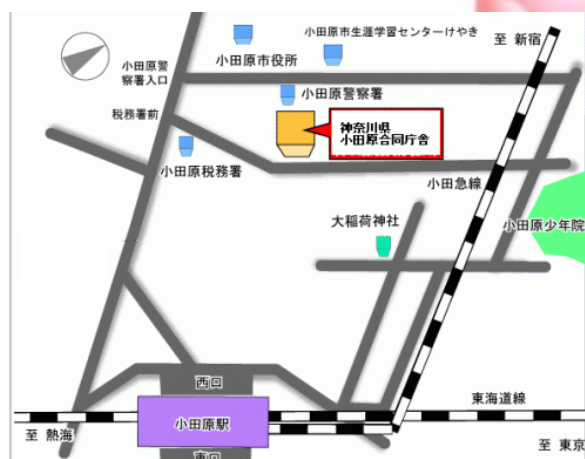 小田原市生涯学習センターけやき
至 新宿
小田原市役所
小田原警
察署入口
小田原警察署
税務署前
神奈川県
小田原合同庁舎
小田原税務署
小田急線
大稲荷神社
小田原少年院
西口
東海道線
小田原駅
至 熱海
至 東京
東口